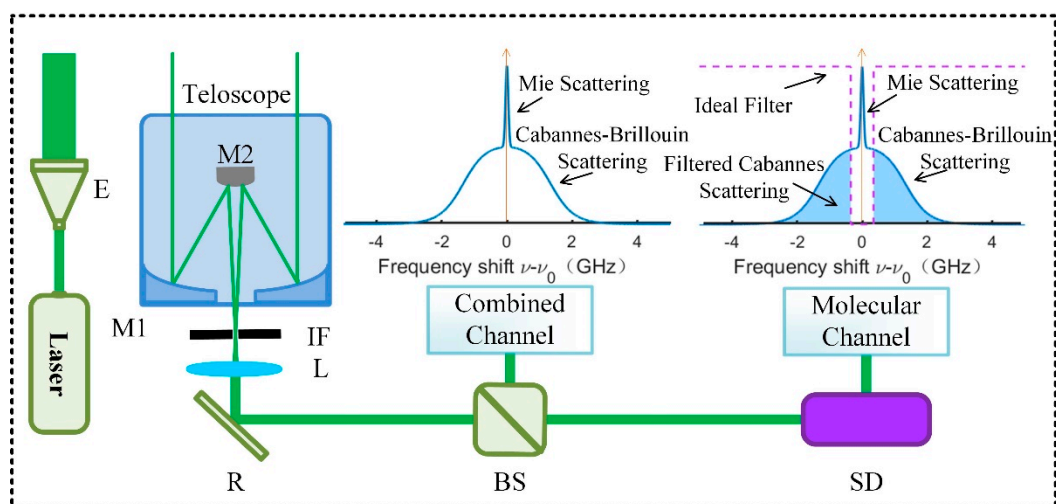 Teloscope
M2
E
M1
IF
L
Laser
R
Mie Scattering
Cabannes-Brillouin
Scattering
-4 -2 0 2 4
Frequency shift ν-ν0（GHz）
Combined
Channel
BS
Ideal Filter
Mie Scattering
Cabannes-Brillouin
Scattering
Filtered Cabannes
Scattering
-4 -2 0 2 4
Frequency shift ν-ν0（GHz）
Molecular
Channel
SD